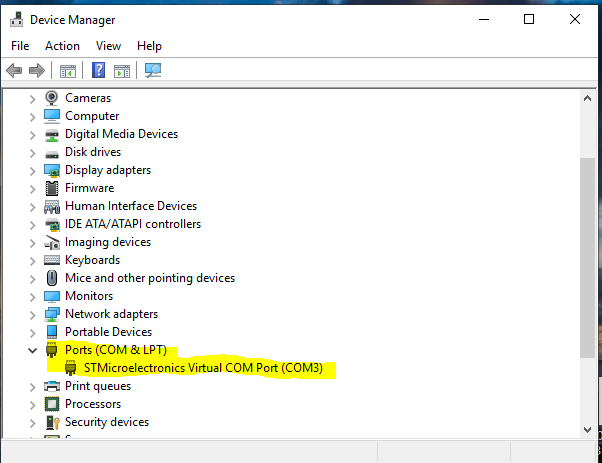 Device Manager
File Action View Help
Cameras
Computer
Digital Media Devices
Disk drives
Display adapters
Firmware
Human Interface Devices
IDE ATA/ATAPI controllers
Imaging devices
Keyboards
Mice and other pointing devices
Monitors
Network adapters
Portable Devices
Ports (COM & LPT)
STMicroelectronics Virtual COM Port (COM3)
Print queues
Processors
Security devices